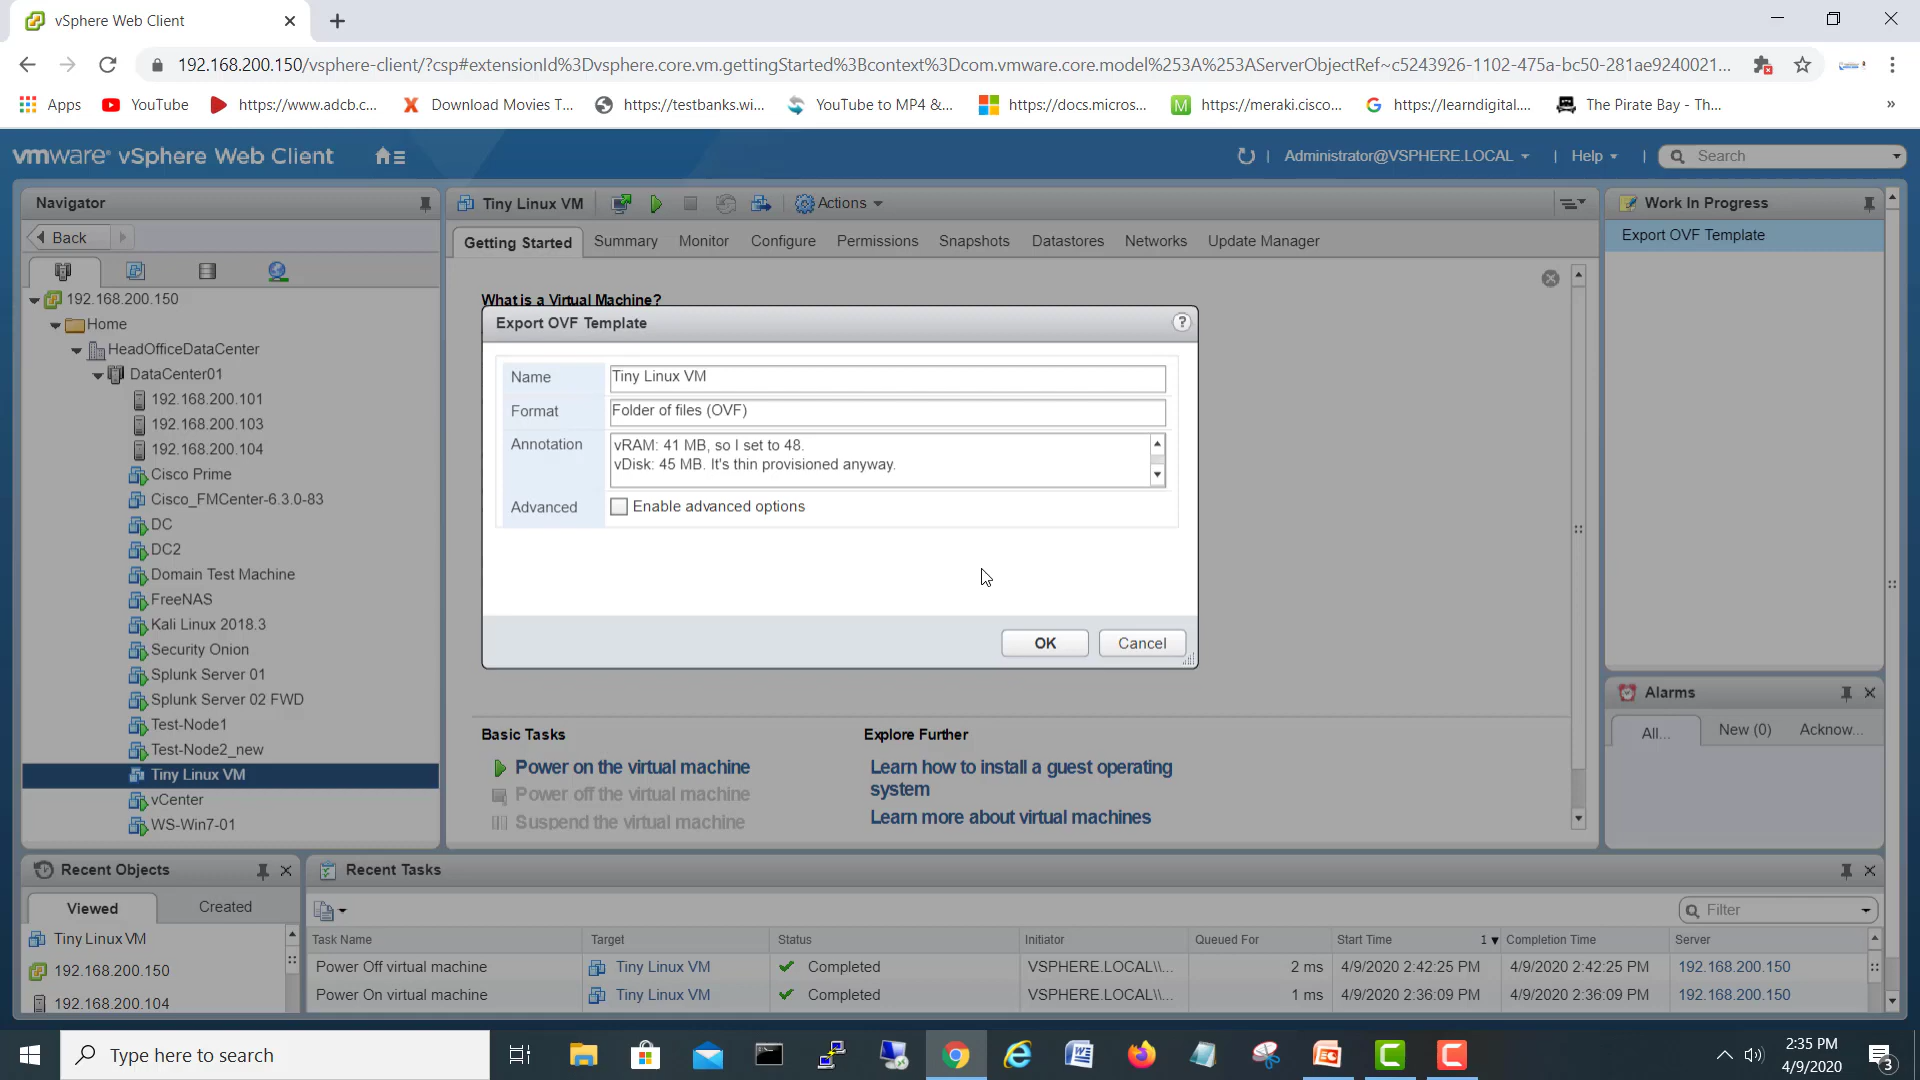 vSphere Web Client
192.168.200.150/vsphere-client/?csp#extensionId%3Dvsphere.core.vm.gettingStarted%3Bcontext%3Dcom.vmware.core.model%253A%253AServerObjectRef~c5243926-1102-475a-bc50-281ae9240021...
Apps YouTube https://www.adcb.c... Download Movies T... https://testbanks.wi... YouTube to MP4 &... https://docs.micros... https://meraki.cisco... https://learndigital.... The Pirate Bay - Th... »
vmware® vSphere Web Client
Administrator@VSPHERE.LOCAL | Help | Search
Navigator
Back
192.168.200.150
Home
HeadOfficeDataCenter
DataCenter01
192.168.200.101
192.168.200.103
192.168.200.104
Cisco Prime
Cisco_FMCenter-6.3.0-83
DC
DC2
Domain Test Machine
FreeNAS
Kali Linux 2018.3
Security Onion
Splunk Server 01
Splunk Server 02 FWD
Test-Node1
Test-Node2_new
Tiny Linux VM
vCenter
WS-Win7-01
Tiny Linux VM Actions
Getting Started Summary Monitor Configure Permissions Snapshots Datastores Networks Update Manager
What is a Virtual Machine?
Export OVF Template ?
Name Tiny Linux VM
Format Folder of files (OVF)
Annotation vRAM: 41 MB, so I set to 48.
vDisk: 45 MB. It's thin provisioned anyway.
Advanced Enable advanced options
OK Cancel
Basic Tasks
Power on the virtual machine
Power off the virtual machine
Suspend the virtual machine
Explore Further
Learn how to install a guest operating
system
Learn more about virtual machines
Work In Progress
Export OVF Template
Alarms
All... New (0) Acknow...
Recent Objects
Viewed Created
Tiny Linux VM
192.168.200.150
192.168.200.104
Recent Tasks
Filter
Task Name Target Status Initiator Queued For Start Time 1 Completion Time Server
Power Off virtual machine Tiny Linux VM Completed VSPHERE.LOCAL\\... 2 ms 4/9/2020 2:42:25 PM 4/9/2020 2:42:25 PM 192.168.200.150
Power On virtual machine Tiny Linux VM Completed VSPHERE.LOCAL\\... 1 ms 4/9/2020 2:36:09 PM 4/9/2020 2:36:09 PM 192.168.200.150
Type here to search
2:35 PM
4/9/2020
3